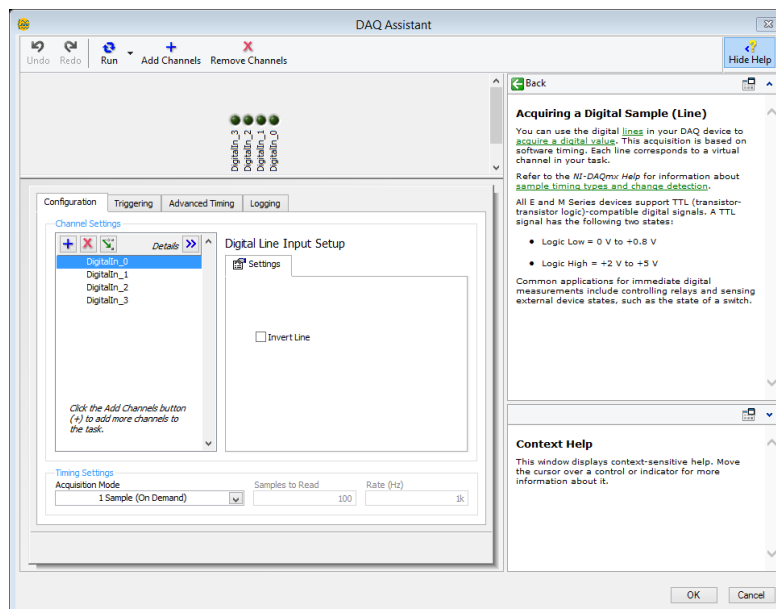 DAQ Assistant
Undo
Redo
Run
Add Channels
Remove Channels
Hide Help
DigitalIn_3
DigitalIn_2
DigitalIn_1
DigitalIn_0
Configuration
Triggering
Advanced Timing
Logging
Channel Settings
Details
DigitalIn_0
DigitalIn_1
DigitalIn_2
DigitalIn_3
Click the Add Channels button
(+) to add more channels to
the task.
Digital Line Input Setup
Settings
Invert Line
Timing Settings
Acquisition Mode
Samples to Read
Rate (Hz)
1 Sample (On Demand)
100
1k
Back
Acquiring a Digital Sample (Line)
You can use the digital lines in your DAQ device to
acquire a digital value. This acquisition is based on
software timing. Each line corresponds to a virtual
channel in your task.
Refer to the NI-DAQmx Help for information about
sample timing types and change detection.
All E and M Series devices support TTL (transistor-
transistor logic)-compatible digital signals. A TTL
signal has the following two states:
• Logic Low = 0 V to +0.8 V
• Logic High = +2 V to +5 V
Common applications for immediate digital
measurements include controlling relays and sensing
external device states, such as the state of a switch.
Context Help
This window displays context-sensitive help. Move
the cursor over a control or indicator for more
information about it.
OK
Cancel